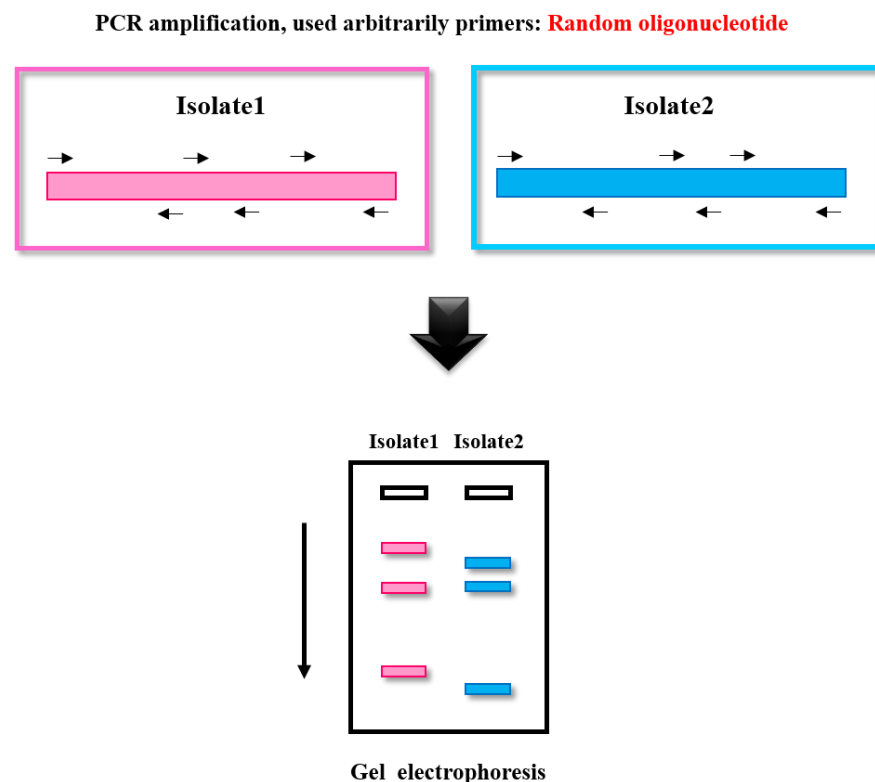 PCR amplification, used arbitrarily primers: Random oligonucleotide
Isolate1
Isolate2
Isolate1 Isolate2
Gel electrophoresis